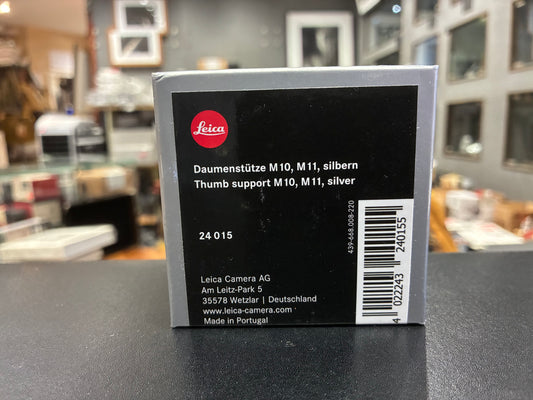 Leica
Daumenstütze M10, M11, silbern
Thumb support M10, M11, silver
24 015
Leica Camera AG
Am Leitz-Park 5
35578 Wetzlar | Deutschland
www.leica-camera.com
Made in Portugal
439-668.008-220
4 022243 240155